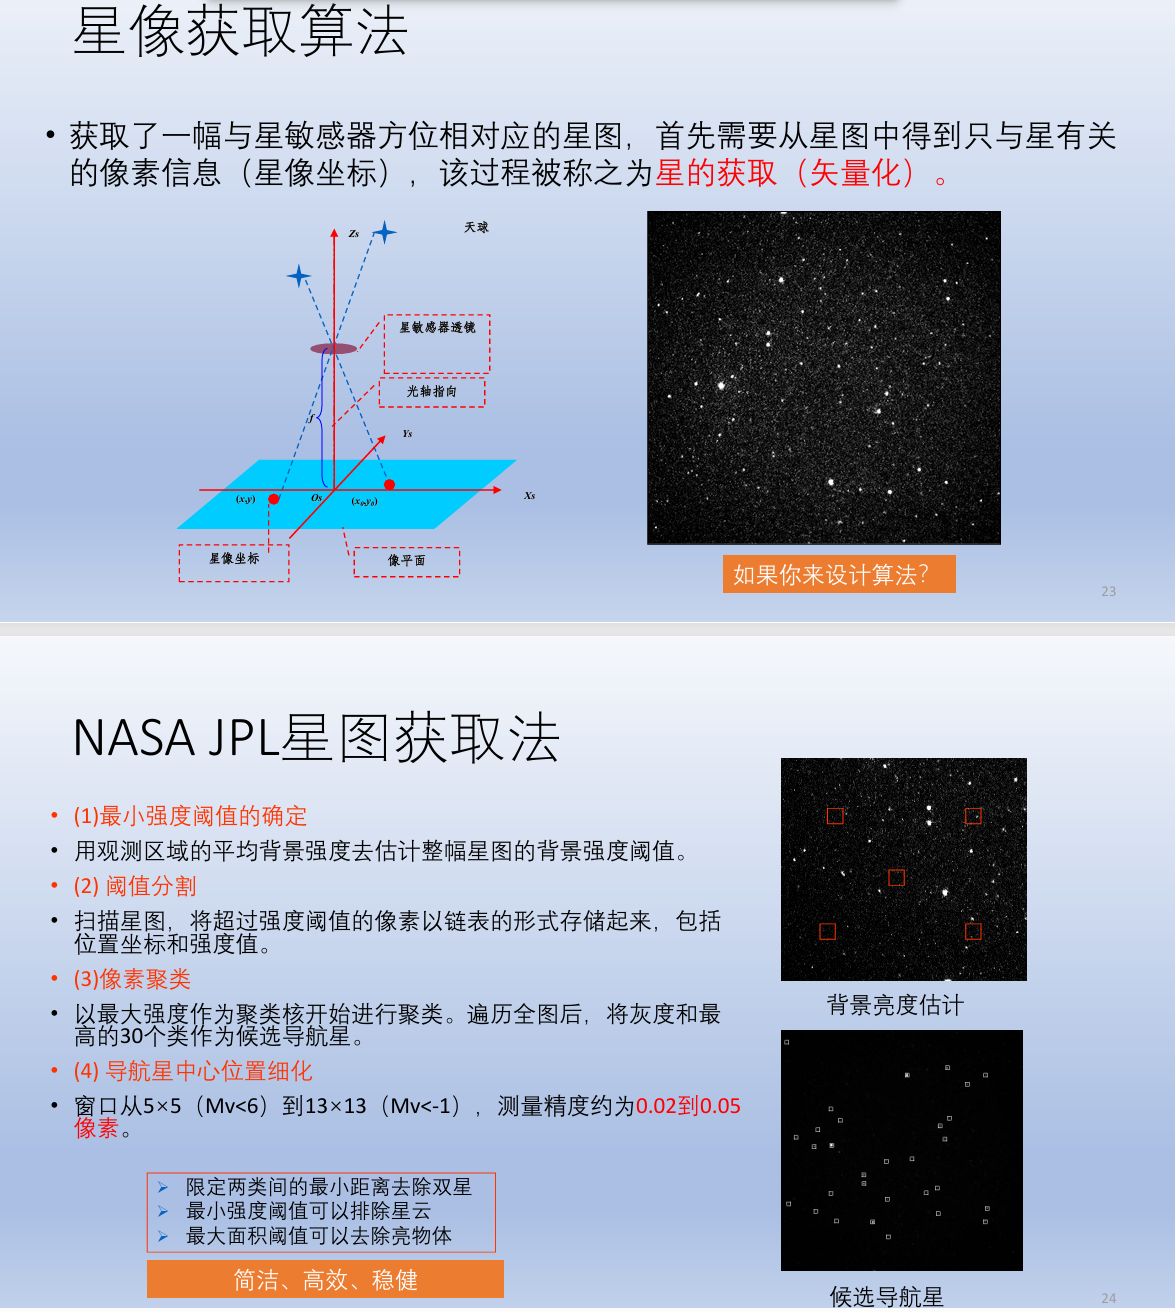 星像获取算法
• 获取了一幅与星敏感器方位相对应的星图，首先需要从星图中得到只与星有关
的像素信息（星像坐标），该过程被称之为星的获取（矢量化）。
Zs
天球
星敏感器透镜
光轴指向
f
Ys
(x,y)
Os
(x₀,y₀)
Xs
星像坐标
像平面
如果你来设计算法？
23
NASA JPL星图获取法
• (1)最小强度阈值的确定
• 用观测区域的平均背景强度去估计整幅星图的背景强度阈值。
• (2) 阈值分割
• 扫描星图，将超过强度阈值的像素以链表的形式存储起来，包括
位置坐标和强度值。
• (3)像素聚类
• 以最大强度作为聚类核开始进行聚类。遍历全图后，将灰度和最
高的30个类作为候选导航星。
• (4) 导航星中心位置细化
• 窗口从5×5（Mv<6）到13×13（Mv<-1），测量精度约为0.02到0.05
像素。
➢ 限定两类间的最小距离去除双星
➢ 最小强度阈值可以排除星云
➢ 最大面积阈值可以去除亮物体
简洁、高效、稳健
背景亮度估计
候选导航星
24